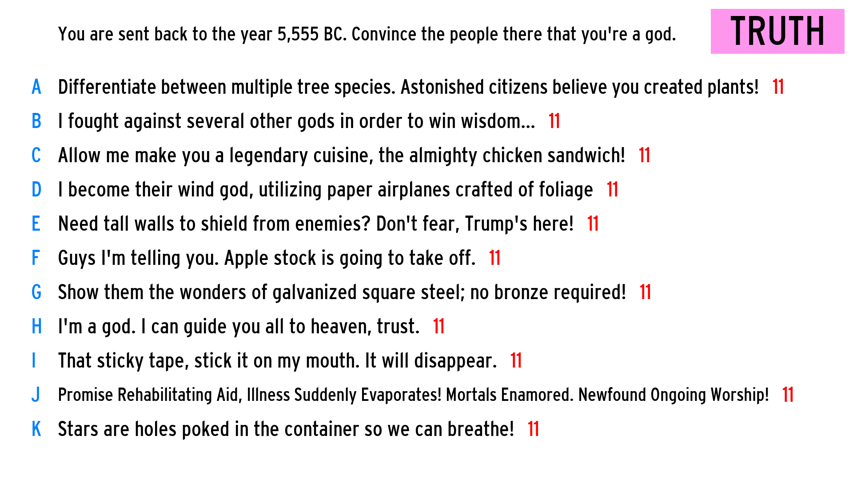 You are sent back to the year 5,555 BC. Convince the people there that you're a god. TRUTH
A Differentiate between multiple tree species. Astonished citizens believe you created plants! 11
B I fought against several other gods in order to win wisdom... 11
C Allow me make you a legendary cuisine, the almighty chicken sandwich! 11
D I become their wind god, utilizing paper airplanes crafted of foliage 11
E Need tall walls to shield from enemies? Don't fear, Trump's here! 11
F Guys I'm telling you. Apple stock is going to take off. 11
G Show them the wonders of galvanized square steel; no bronze required! 11
H I'm a god. I can guide you all to heaven, trust. 11
I That sticky tape, stick it on my mouth. It will disappear. 11
J Promise Rehabilitating Aid, Illness Suddenly Evaporates! Mortals Enamored. Newfound Ongoing Worship! 11
K Stars are holes poked in the container so we can breathe! 11